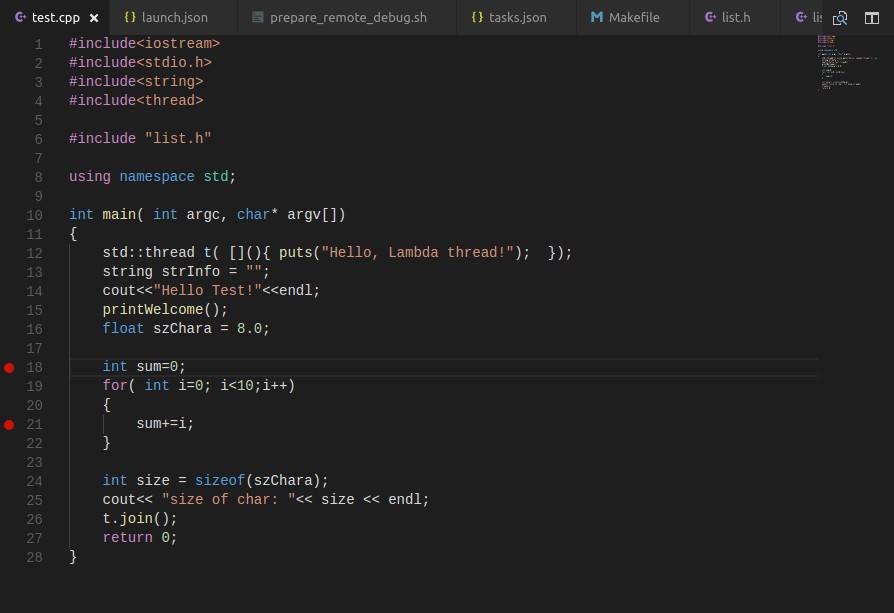 test.cpp launch.json prepare_remote_debug.sh tasks.json Makefile list.h lis
1 #include<iostream>
2 #include<stdio.h>
3 #include<string>
4 #include<thread>
5
6 #include "list.h"
7
8 using namespace std;
9
10 int main( int argc, char* argv[])
11 {
12     std::thread t( [](){ puts("Hello, Lambda thread!");  });
13     string strInfo = "";
14     cout<<"Hello Test!"<<endl;
15     printWelcome();
16     float szChara = 8.0;
17
18     int sum=0;
19     for( int i=0; i<10;i++)
20     {
21         sum+=i;
22     }
23
24     int size = sizeof(szChara);
25     cout<< "size of char: "<< size << endl;
26     t.join();
27     return 0;
28 }